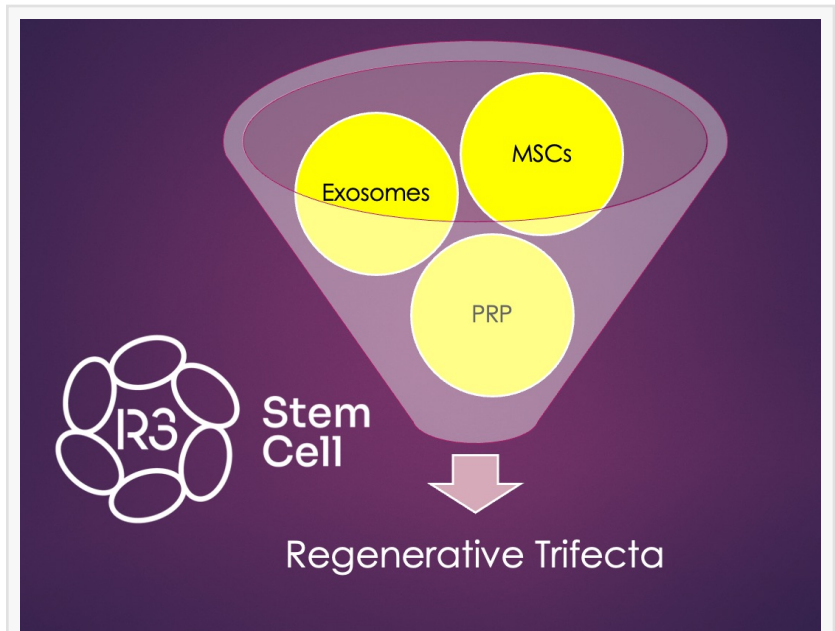 MSCs
Exosomes
PRP
R3
Stem
Cell
Regenerative Trifecta